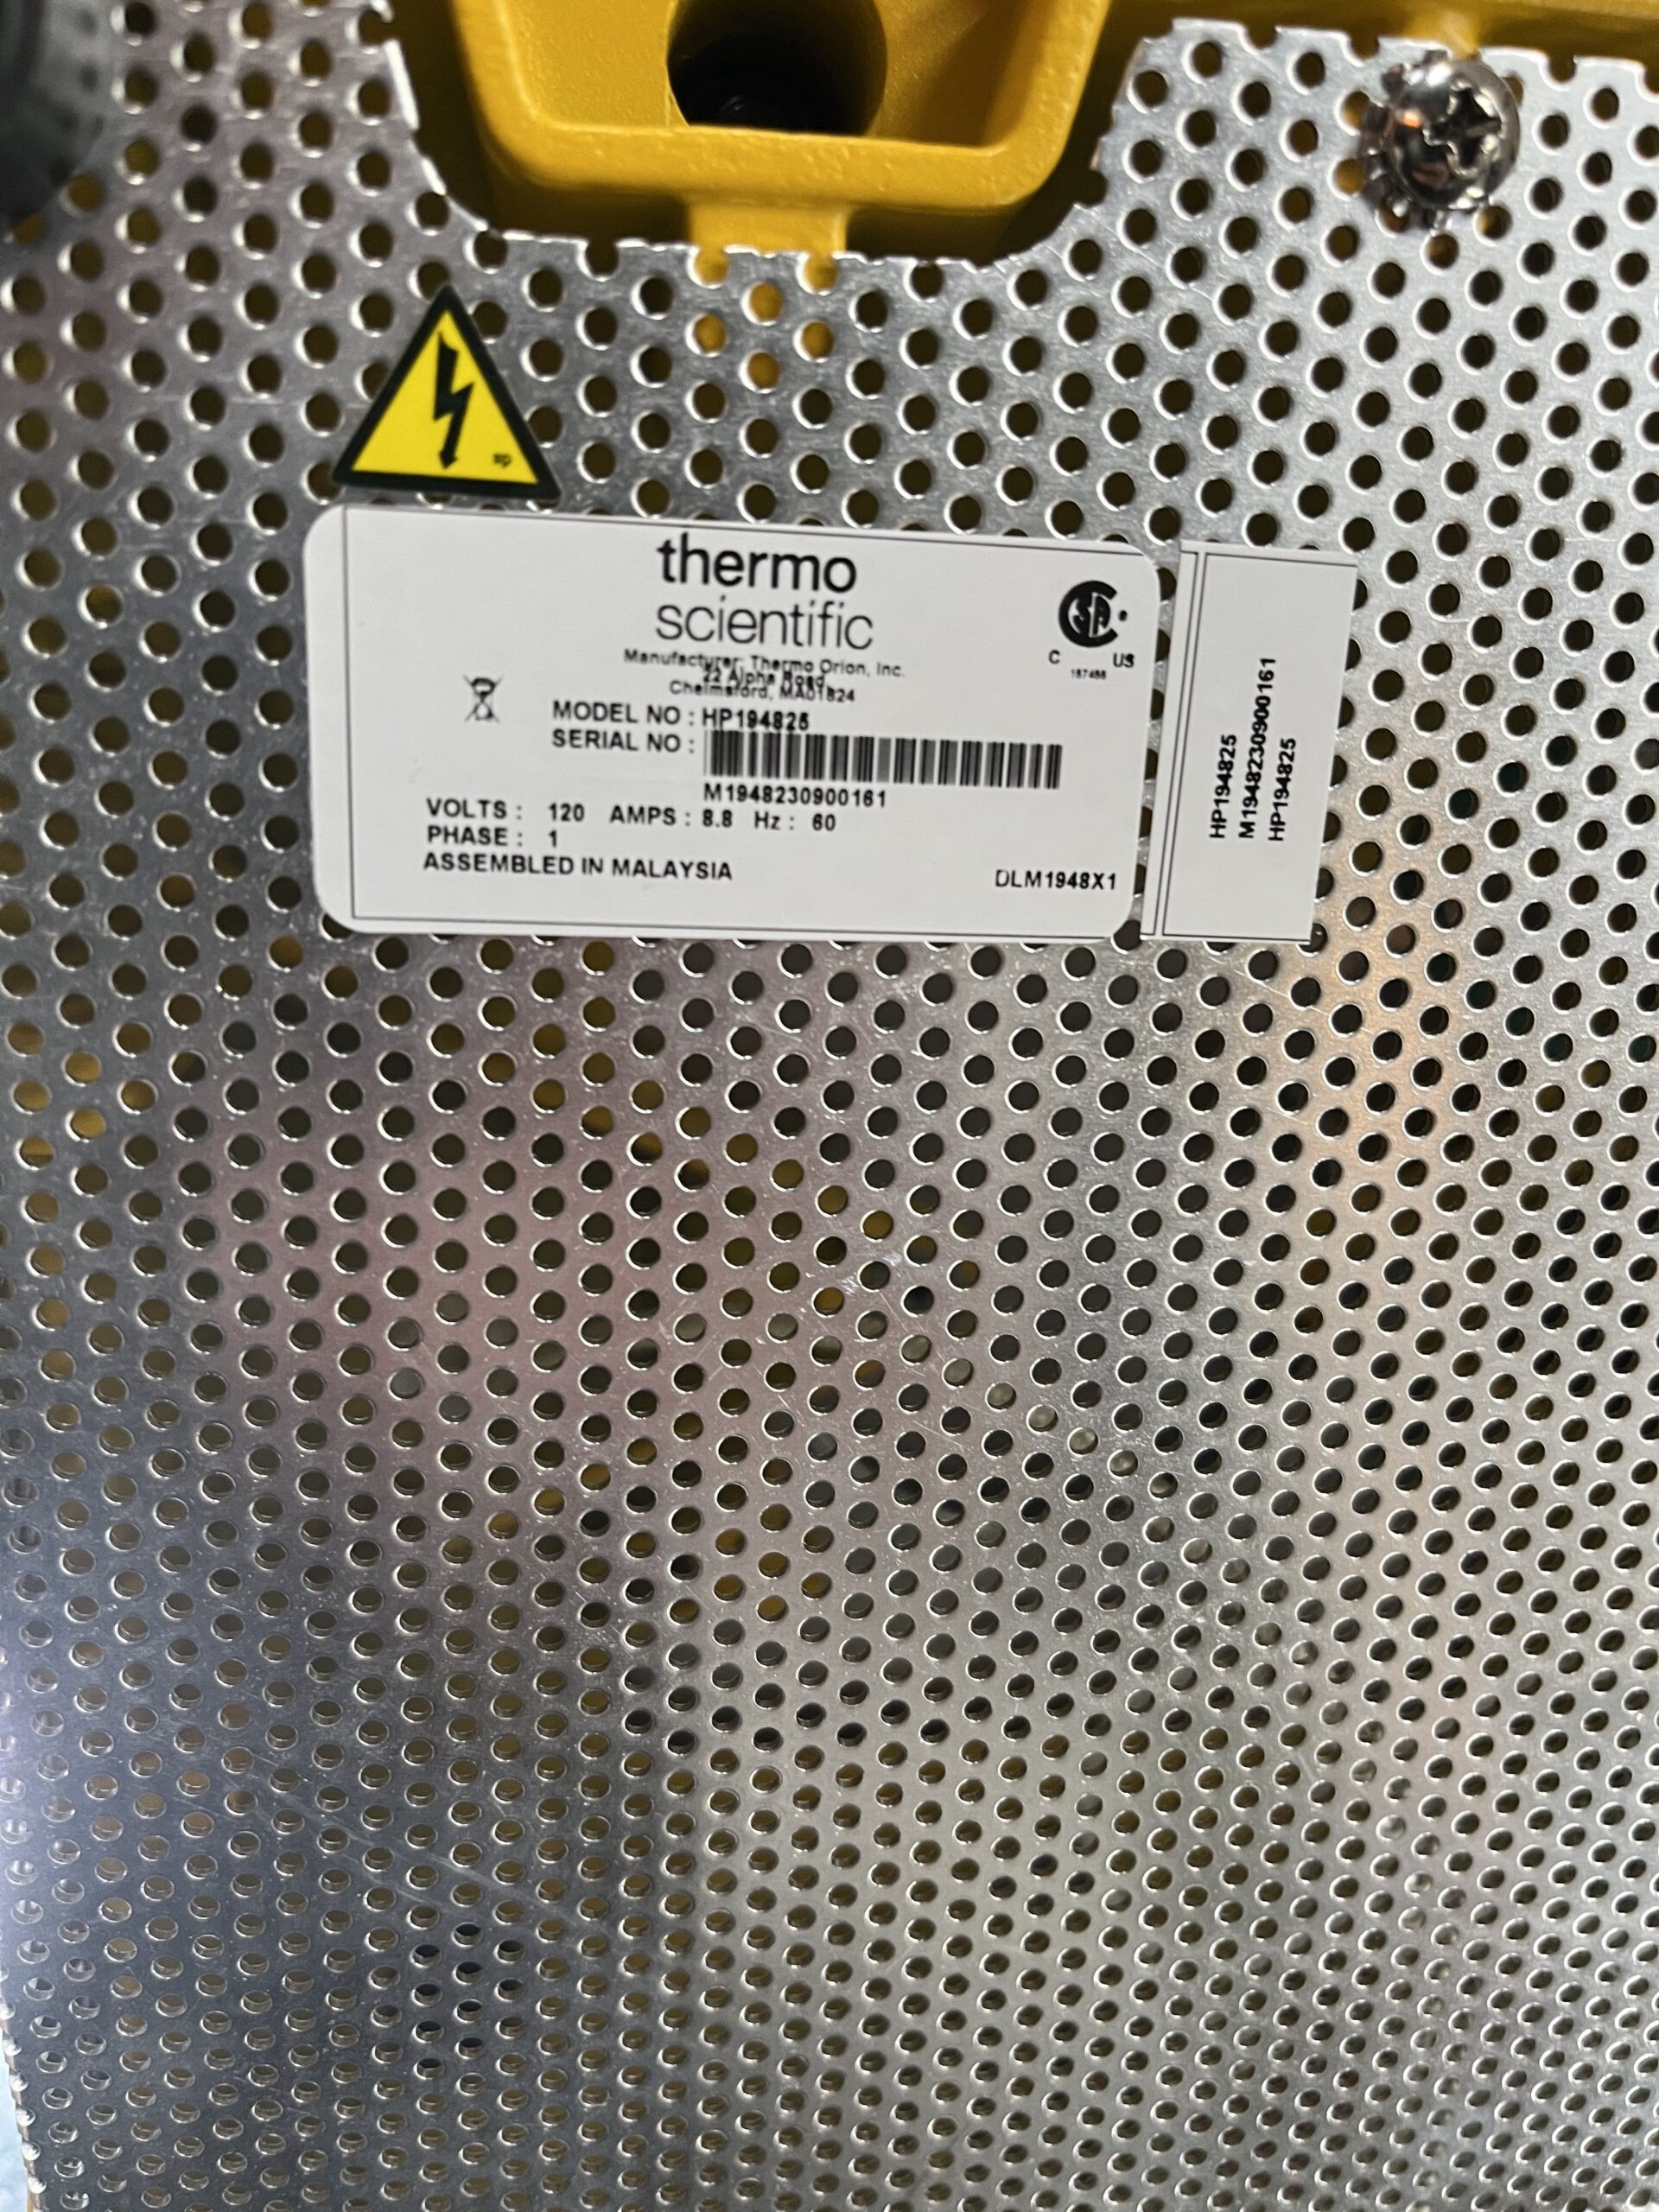 thermo
scientific
Manufacturer: Thermo Orion, Inc.
22 Alpha Road,
Chelmsford, MA01824
MODEL NO : HP194825
SERIAL NO :
M1948230900161
VOLTS : 120 AMPS : 8.8 Hz : 60
PHASE : 1
ASSEMBLED IN MALAYSIA
DLM1948X1
C US
HP194825
M1948230900161
HP194825